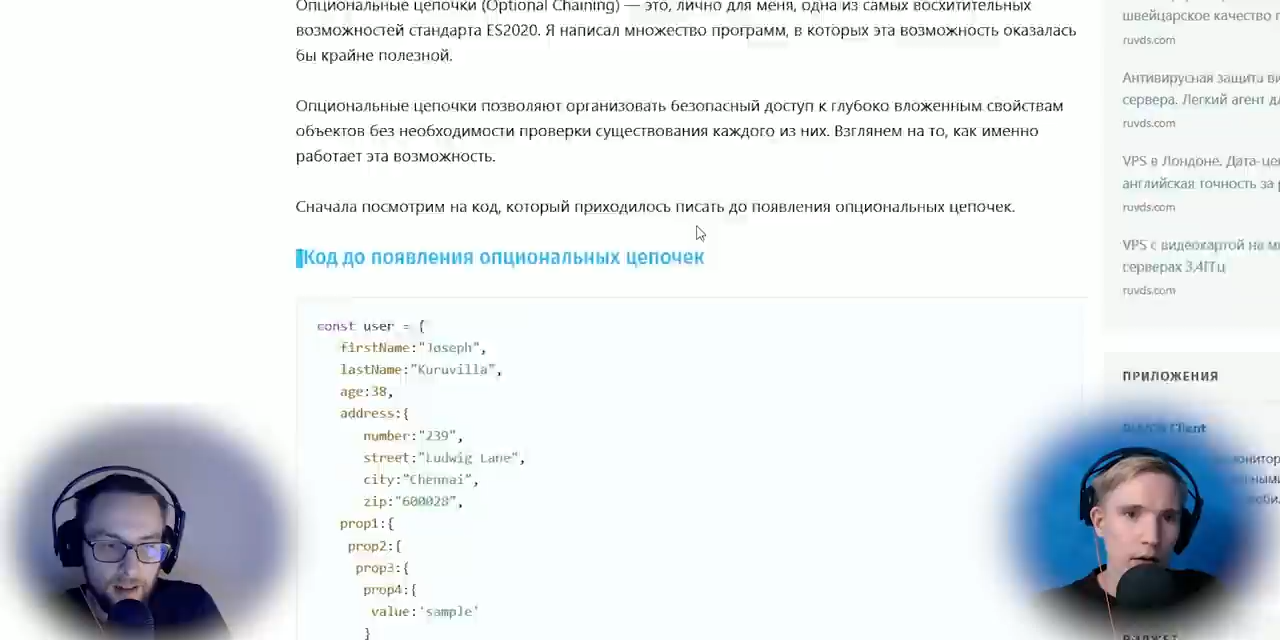 Опциональные цепочки (Optional Chaining) — это, лично для меня, одна из самых восхитительных
возможностей стандарта ES2020. Я написал множество программ, в которых эта возможность оказалась
бы крайне полезной.
Опциональные цепочки позволяют организовать безопасный доступ к глубоко вложенным свойствам
объектов без необходимости проверки существования каждого из них. Взглянем на то, как именно
работает эта возможность.
Сначала посмотрим на код, который приходилось писать до появления опциональных цепочек.
Код до появления опциональных цепочек
const user = {
firstName:"Joseph",
lastName:"Kuruvilla",
age:38,
address:{
number:"239",
street:"Ludwig Lane",
city:"Chennai",
zip:"600028",
prop1:{
prop2:{
prop3:{
prop4:{
value:'sample'
}
швейцарское качество
ruvds.com
Антивирусная защита
сервера. Легкий агент
ruvds.com
VPS в Лондоне.
английская точность за
ruvds.com
VPS с видеокартой на
серверах 3,4ГГц
ruvds.com
ПРИЛОЖЕНИЯ
Client